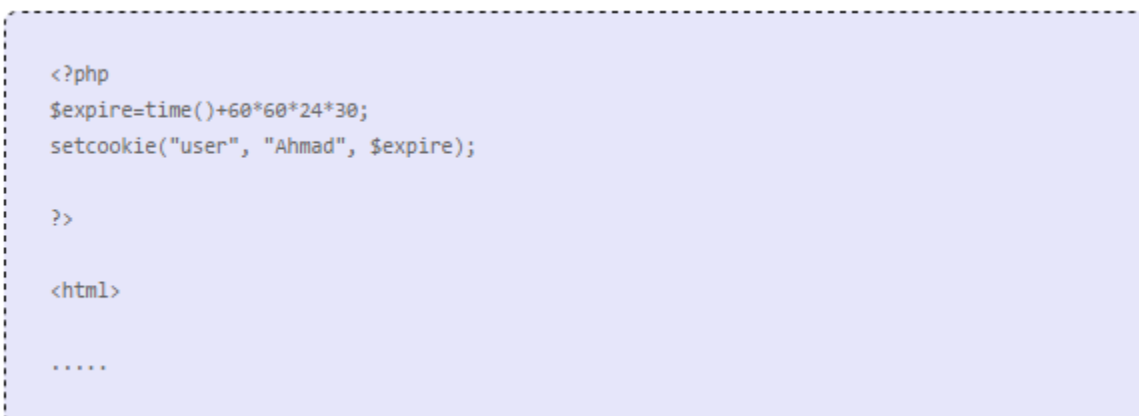 <?php
$expire=time()+60*60*24*30;
setcookie("user", "Ahmad", $expire);
?>
<html>
.....